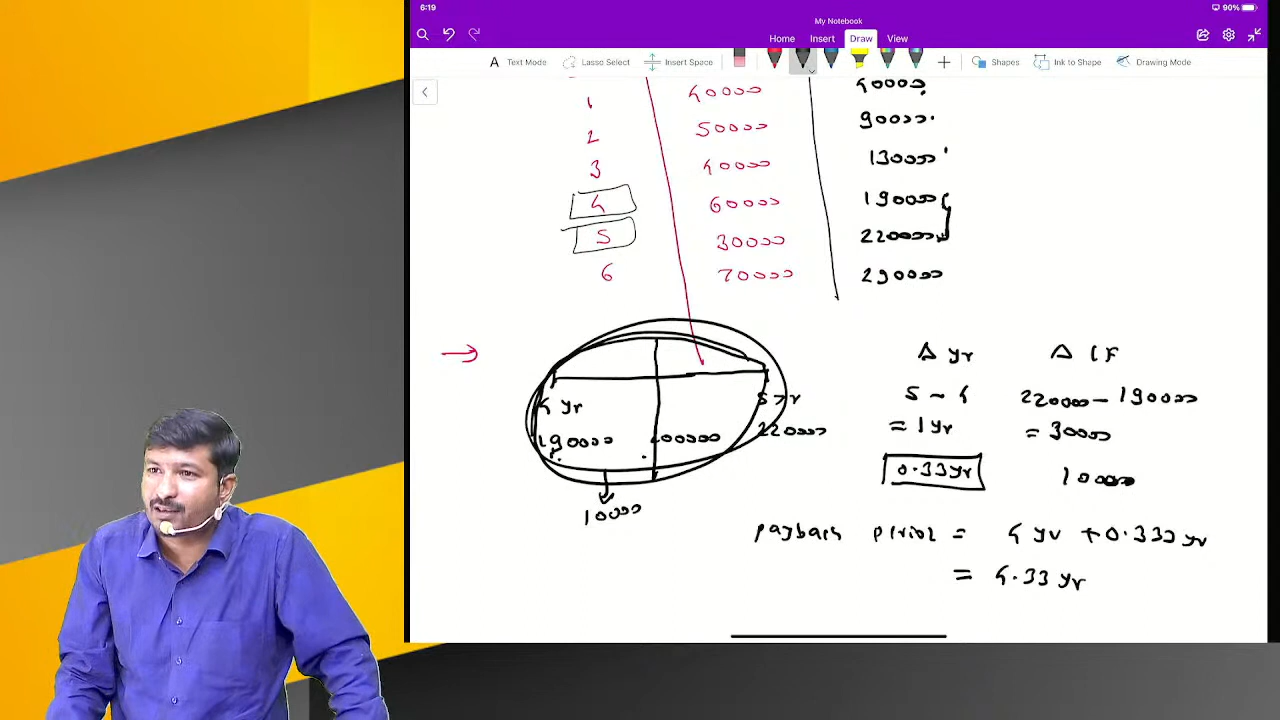 6:19
90%
My Notebook
Home Insert Draw View
Text Mode Lasso Select Insert Space Shapes Ink to Shape Drawing Mode
1 40000 40000
2 50000 90000
3 40000 130000
4 60000 190000
5 30000 220000
6 70000 290000
→
4 yr 5 yr
190000 200000 220000
10000
Δ yr Δ CF
5 - 4 220000 - 190000
= 1 yr = 30000
0.33 yr 10000
payback period = 4 yr + 0.333 yr
= 4.33 yr